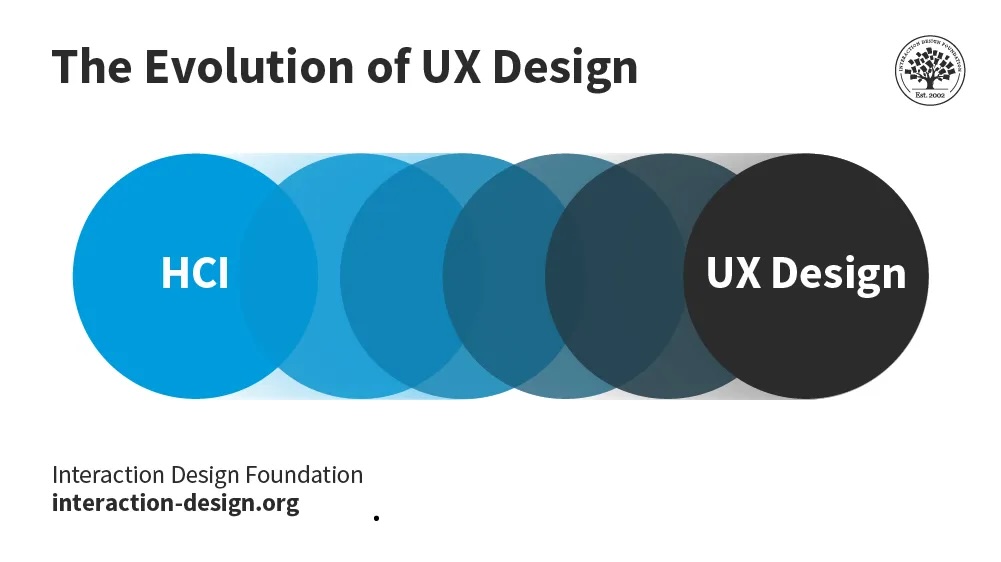 The Evolution of UX Design
INTERACTION DESIGN FOUNDATION
Est. 2002
HCI
UX Design
Interaction Design Foundation
interaction-design.org